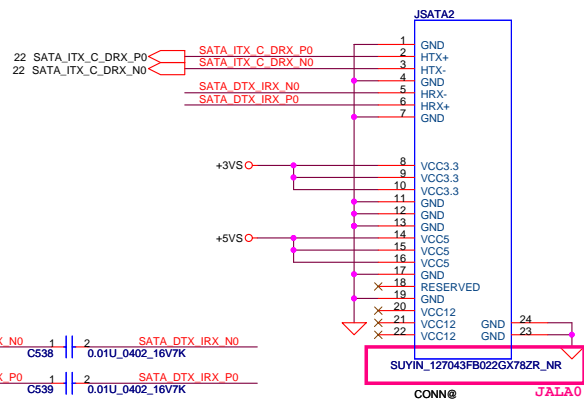 JSATA2
1 GND
22 SATA_ITX_C_DRX_P0 SATA_ITX_C_DRX_P0 2 HTX+
22 SATA_ITX_C_DRX_N0 SATA_ITX_C_DRX_N0 3 HTX-
4 GND
SATA_DTX_IRX_N0 5 HRX-
SATA_DTX_IRX_P0 6 HRX+
7 GND
+3VS 8 VCC3.3
9 VCC3.3
10 VCC3.3
11 GND
12 GND
13 GND
+5VS 14 VCC5
15 VCC5
16 VCC5
17 GND
18 RESERVED
19 GND
20 VCC12
21 VCC12 GND 24
22 VCC12 GND 23
X_N0 1 2 SATA_DTX_IRX_N0
C538 0.01U_0402_16V7K
SUYIN_127043FB022GX78ZR_NR
X_P0 1 2 SATA_DTX_IRX_P0
C539 0.01U_0402_16V7K
CONN@ JALA0